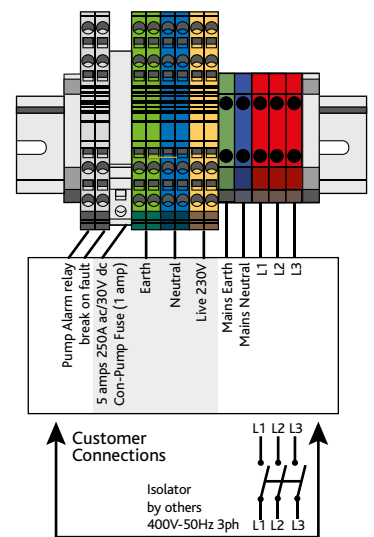 Pump Alarm relay
break on fault
5 amps 250A ac/30V dc
Con-Pump Fuse (1 amp)
Earth
Neutral
Live 230V
Mains Earth
Mains Neutral
L1
L2
L3
Customer
Connections
L1 L2 L3
Isolator
by others
400V-50Hz 3ph
L1 L2 L3